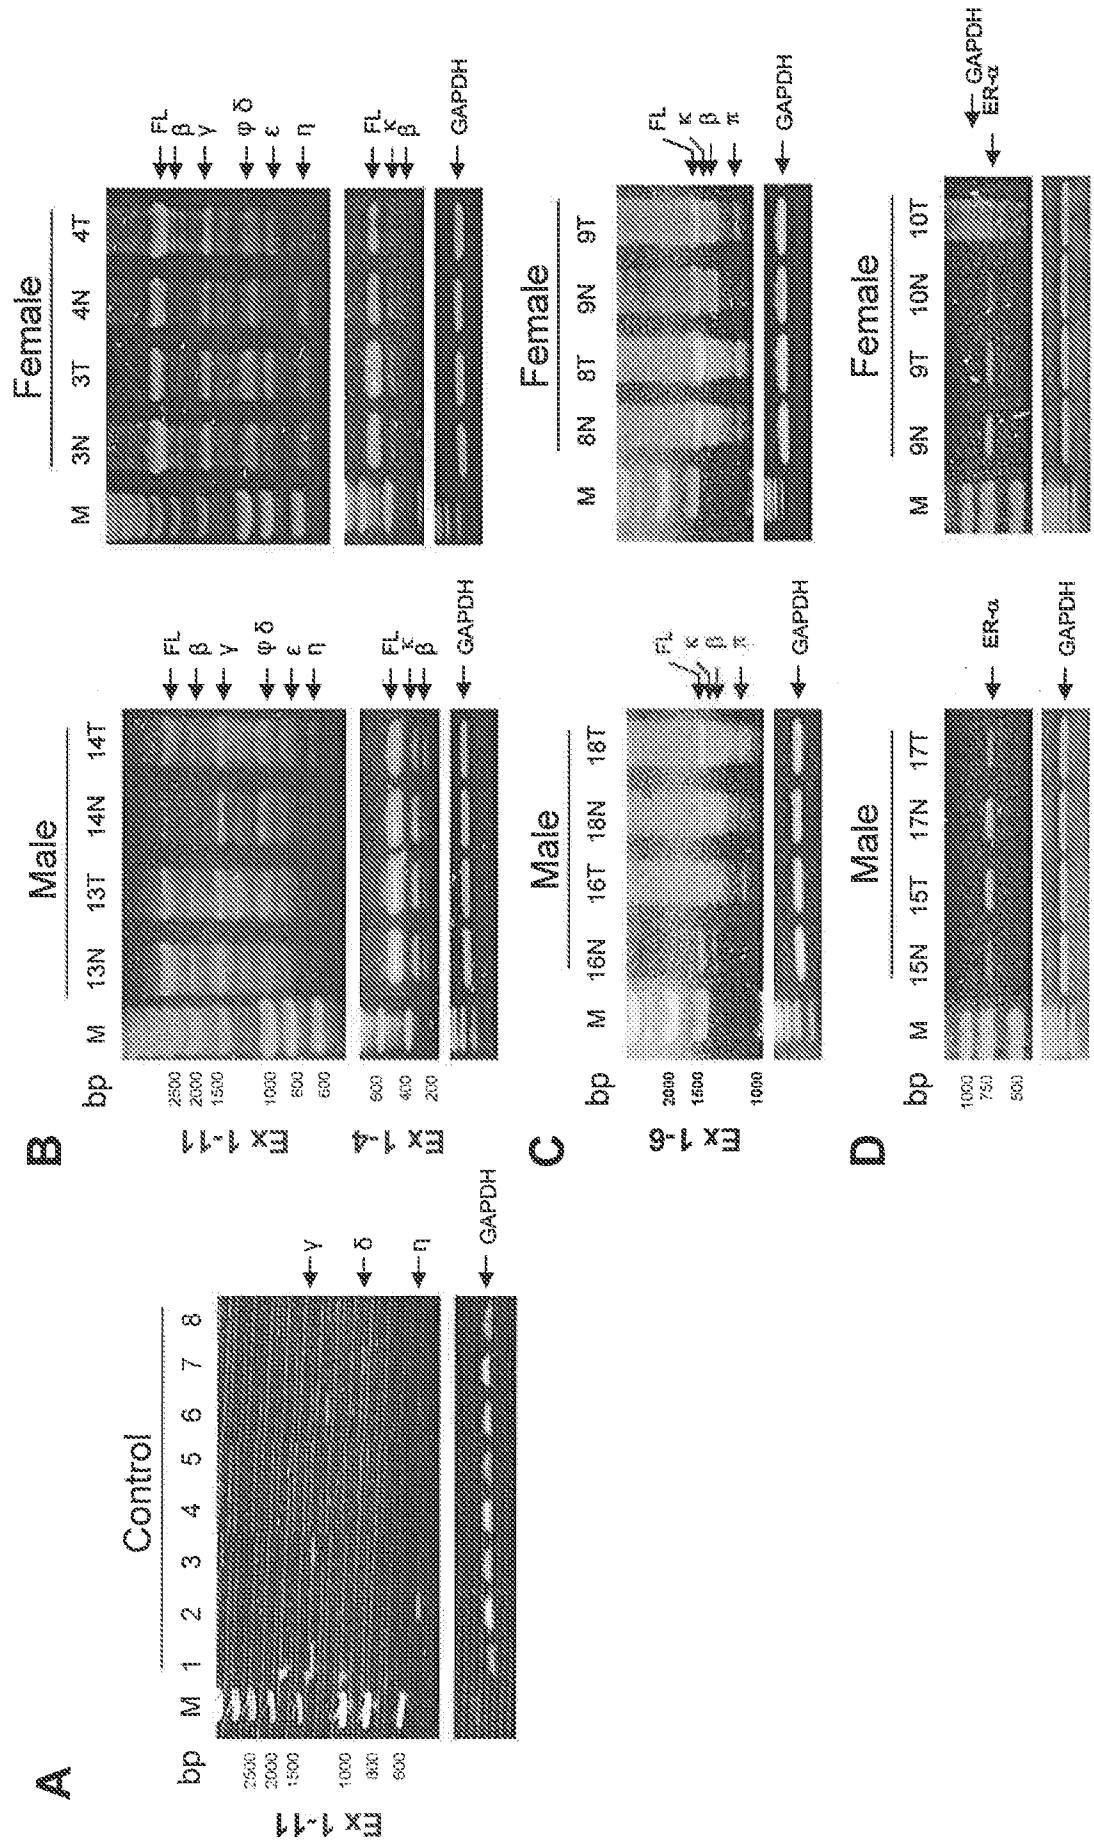 A
Control
bp M 1 2 3 4 5 6 7 8
Ex 1-11
2500
2000
1500
1000
800
600
γ
δ
η
GAPDH
B
Male
bp M 13N 13T 14N 14T
Ex 1-11
2500
2000
1500
1000
800
600
FL
β
γ
φ δ
ε
η
Ex 1-4
600
400
200
FL
κ
β
GAPDH
Female
M 3N 3T 4N 4T
FL
β
γ
φ δ
ε
η
FL
κ
β
GAPDH
C
Male
bp M 16N 16T 18N 18T
Ex 1-6
2000
1500
1000
FL
κ
β
π
GAPDH
Female
M 8N 8T 9N 9T
FL
κ
β
π
GAPDH
D
Male
bp M 15N 15T 17N 17T
1000
750
500
ER-α
GAPDH
Female
M 9N 9T 10N 10T
GAPDH
ER-α